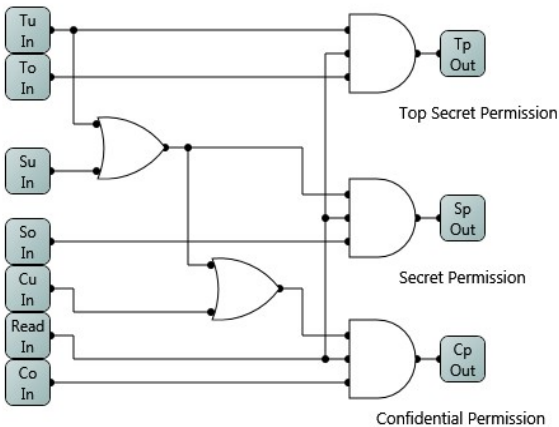 Tu
In
To
In
Tp
Out
Top Secret Permission
Su
In
So
In
Sp
Out
Secret Permission
Cu
In
Read
In
Co
In
Cp
Out
Confidential Permission